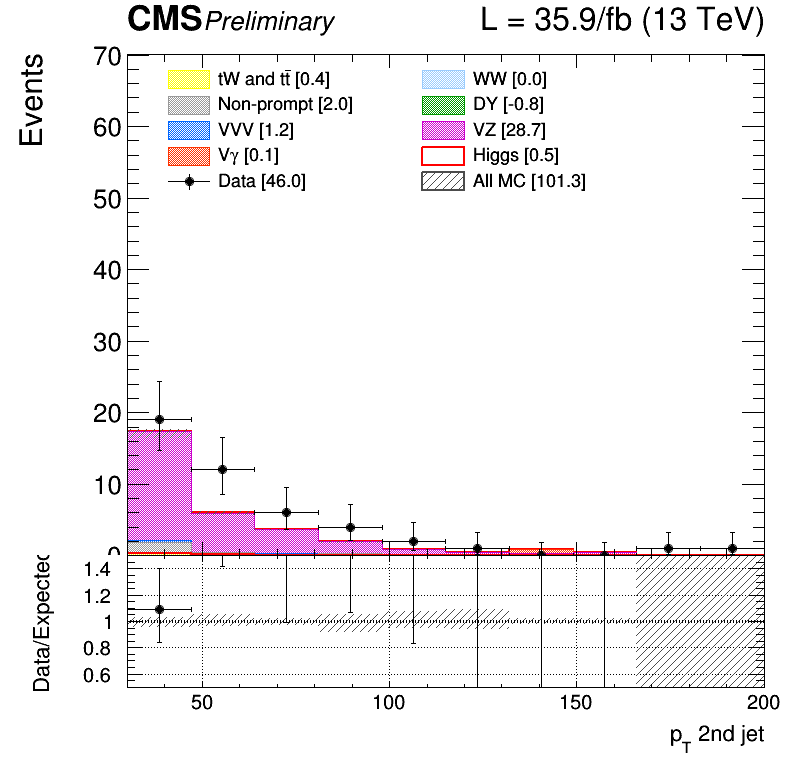 CMS Preliminary L = 35.9/fb (13 TeV)
Events
70
60
50
40
30
20
10
0
tW and tt̄ [0.4]
Non-prompt [2.0]
VVV [1.2]
Vγ [0.1]
Data [46.0]
WW [0.0]
DY [-0.8]
VZ [28.7]
Higgs [0.5]
All MC [101.3]
Data/Expected
1.4
1.2
1
0.8
0.6
50 100 150 200
pT 2nd jet